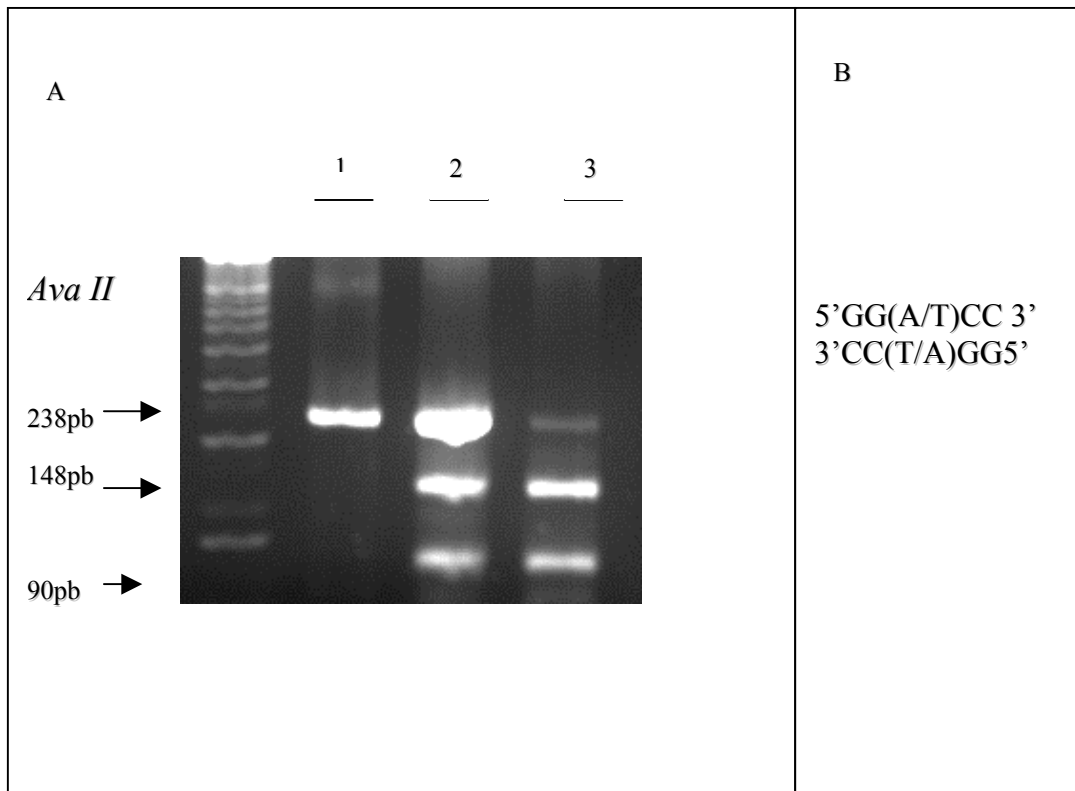 A
B
1
2
3
Ava II
5’GG(A/T)CC 3’
3’CC(T/A)GG5’
238pb
148pb
90pb